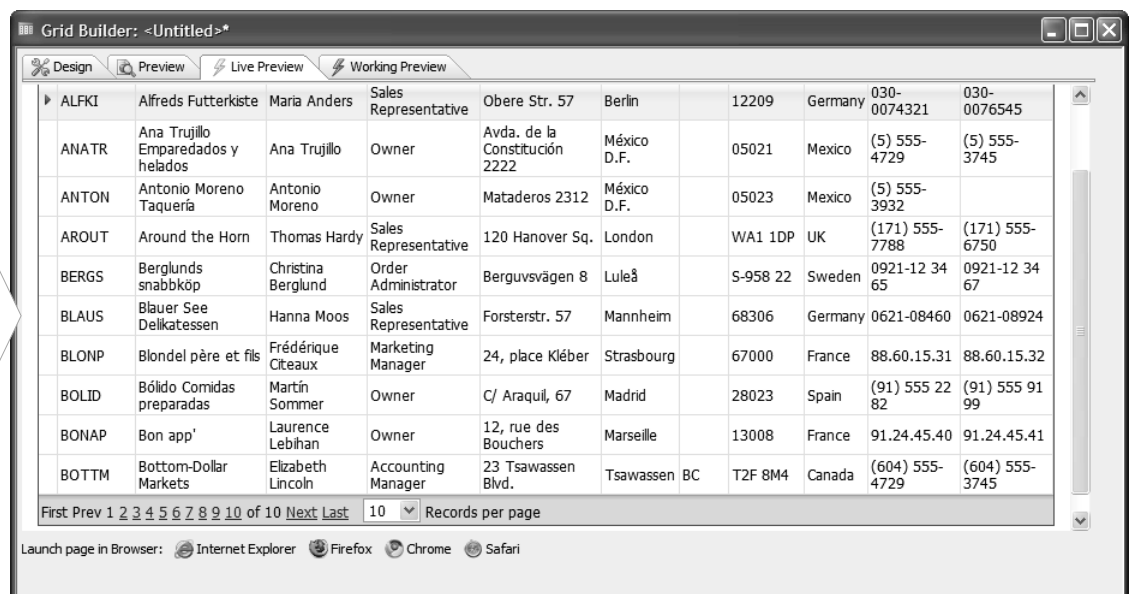 Grid Builder: <Untitled>*
Design Preview Live Preview Working Preview
ALFKI Alfreds Futterkiste Maria Anders Sales Representative Obere Str. 57 Berlin 12209 Germany 030-0074321 030-0076545
ANATR Ana Trujillo Emparedados y helados Ana Trujillo Owner Avda. de la Constitución 2222 México D.F. 05021 Mexico (5) 555-4729 (5) 555-3745
ANTON Antonio Moreno Taquería Antonio Moreno Owner Mataderos 2312 México D.F. 05023 Mexico (5) 555-3932
AROUT Around the Horn Thomas Hardy Sales Representative 120 Hanover Sq. London WA1 1DP UK (171) 555-7788 (171) 555-6750
BERGS Berglunds snabbköp Christina Berglund Order Administrator Berguvsvägen 8 Luleå S-958 22 Sweden 0921-12 34 65 0921-12 34 67
BLAUS Blauer See Delikatessen Hanna Moos Sales Representative Forsterstr. 57 Mannheim 68306 Germany 0621-08460 0621-08924
BLONP Blondel père et fils Frédérique Citeaux Marketing Manager 24, place Kléber Strasbourg 67000 France 88.60.15.31 88.60.15.32
BOLID Bólido Comidas preparadas Martín Sommer Owner C/ Araquil, 67 Madrid 28023 Spain (91) 555 22 82 (91) 555 91 99
BONAP Bon app' Laurence Lebihan Owner 12, rue des Bouchers Marseille 13008 France 91.24.45.40 91.24.45.41
BOTTM Bottom-Dollar Markets Elizabeth Lincoln Accounting Manager 23 Tsawassen Blvd. Tsawassen BC T2F 8M4 Canada (604) 555-4729 (604) 555-3745
First Prev 1 2 3 4 5 6 7 8 9 10 of 10 Next Last 10 Records per page
Launch page in Browser: Internet Explorer Firefox Chrome Safari